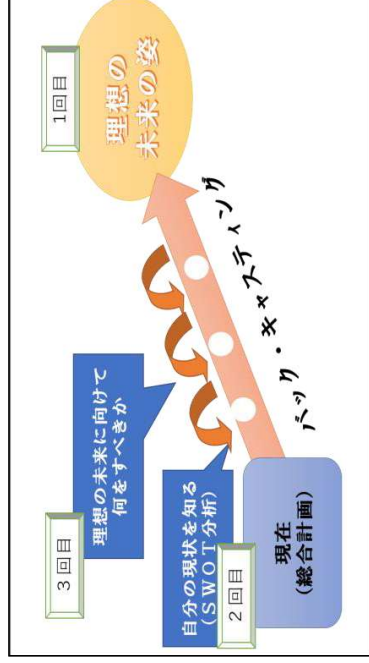 1回目
理想の
未来の姿
3回目
理想の未来に向けて
何をすべきか
自分の現状を知る
(SWOT分析)
2回目
現在
(総合計画)
バック・キャスティング